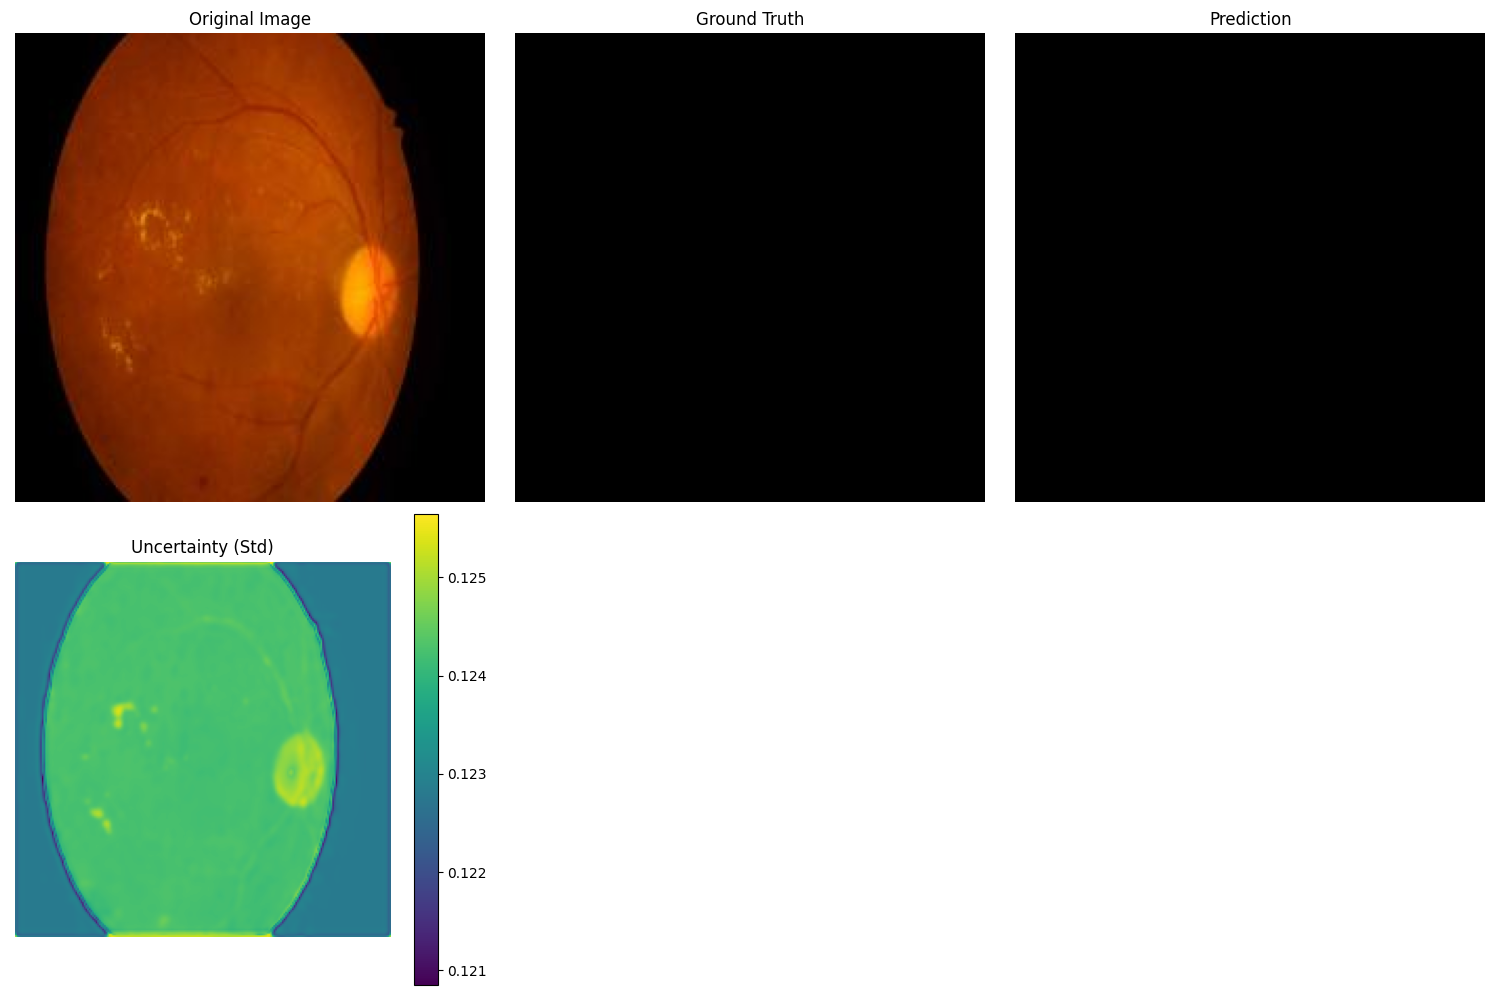 Original Image
Ground Truth
Prediction
Uncertainty (Std)
0.125
0.124
0.123
0.122
0.121